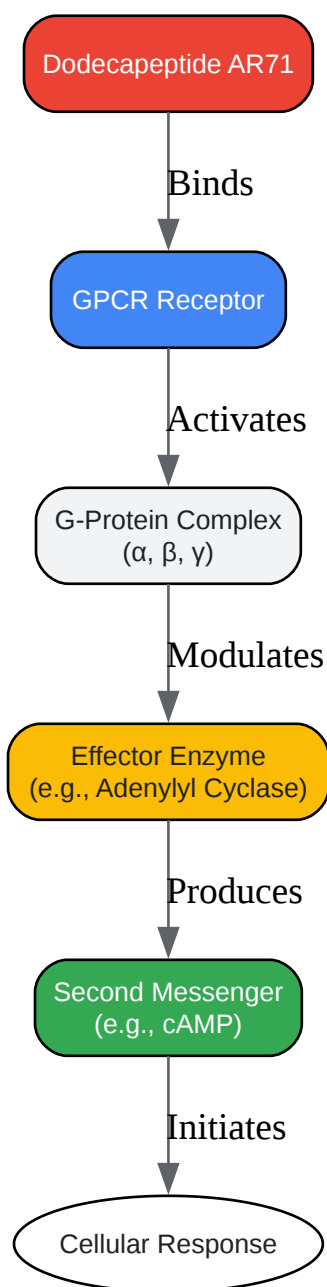 Dodecapeptide AR71
Binds
GPCR Receptor
Activates
G-Protein Complex
(α, β, γ)
Modulates
Effector Enzyme
(e.g., Adenylyl Cyclase)
Produces
Second Messenger
(e.g., cAMP)
Initiates
Cellular Response